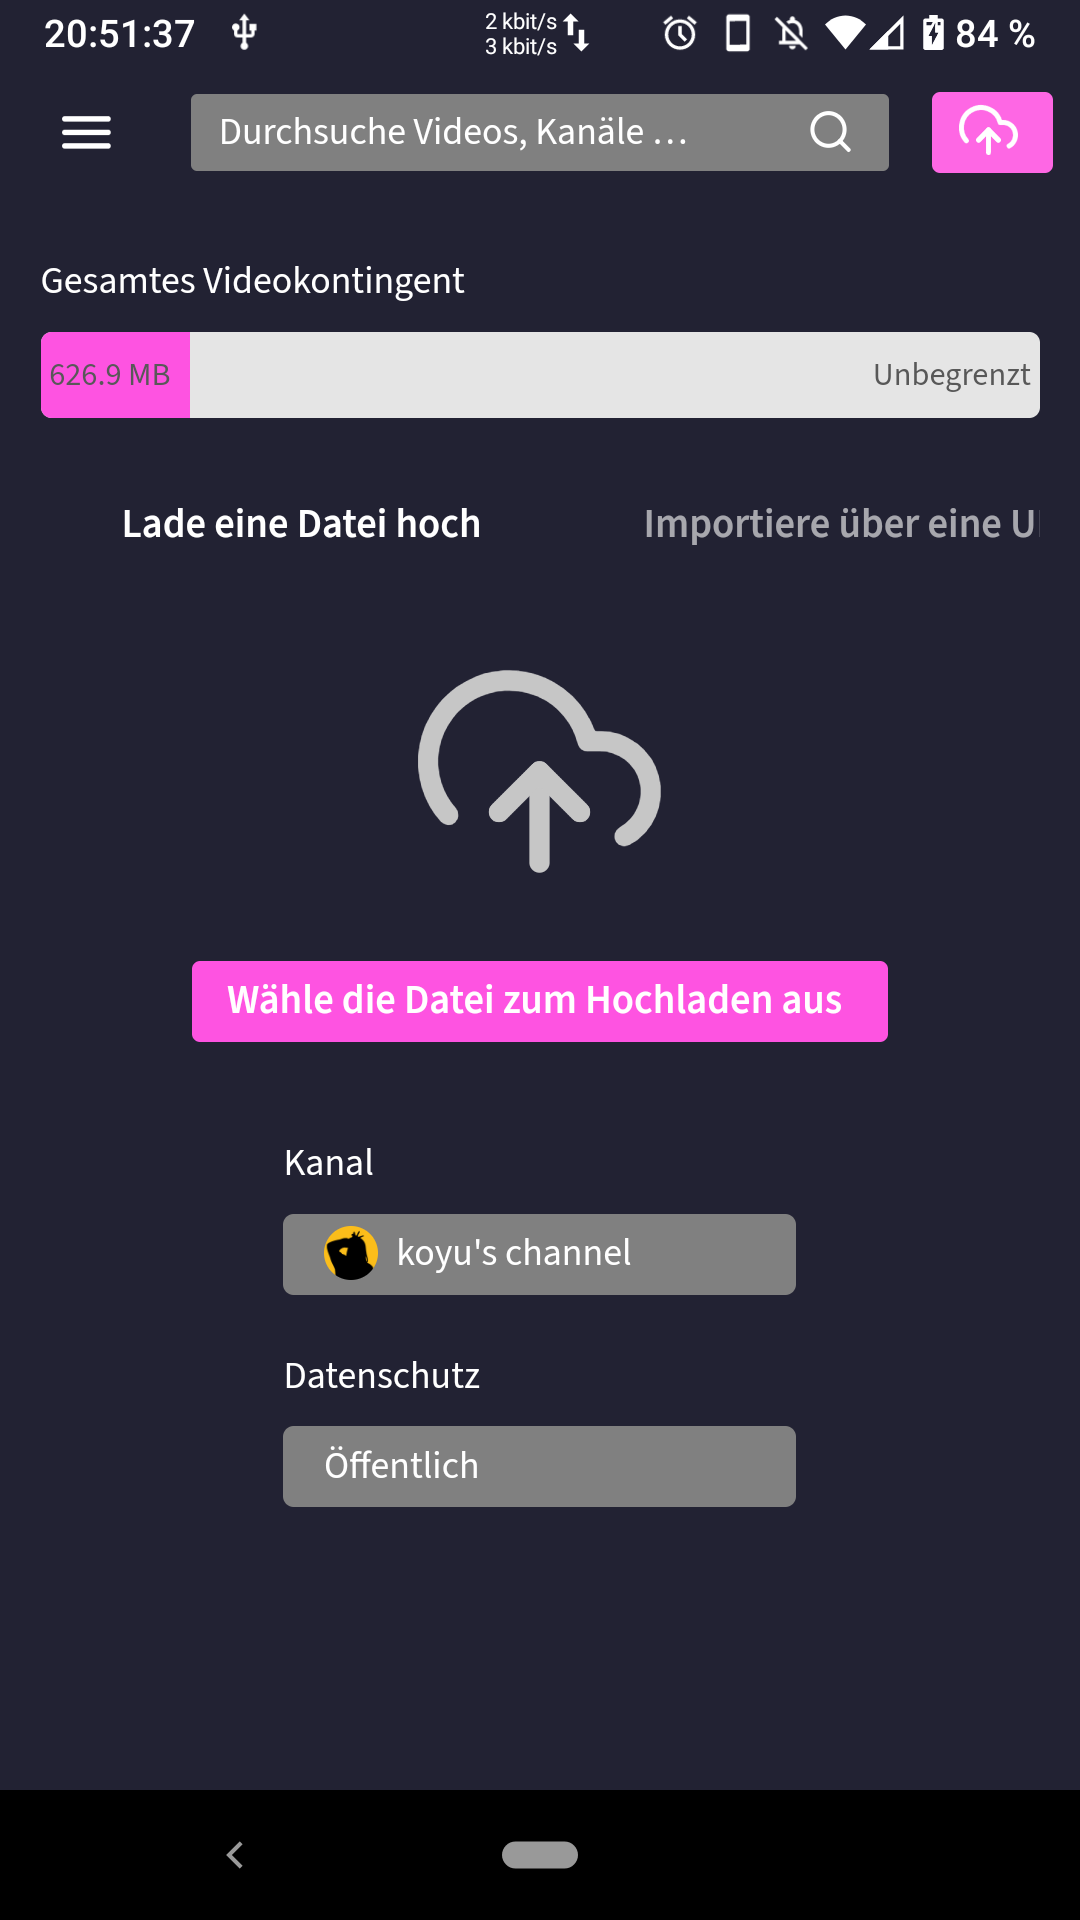 20:51:37
2 kbit/s
3 kbit/s
84 %
Durchsuche Videos, Kanäle …
Gesamtes Videokontingent
626.9 MB
Unbegrenzt
Lade eine Datei hoch
Importiere über eine U
Wähle die Datei zum Hochladen aus
Kanal
koyu's channel
Datenschutz
Öffentlich